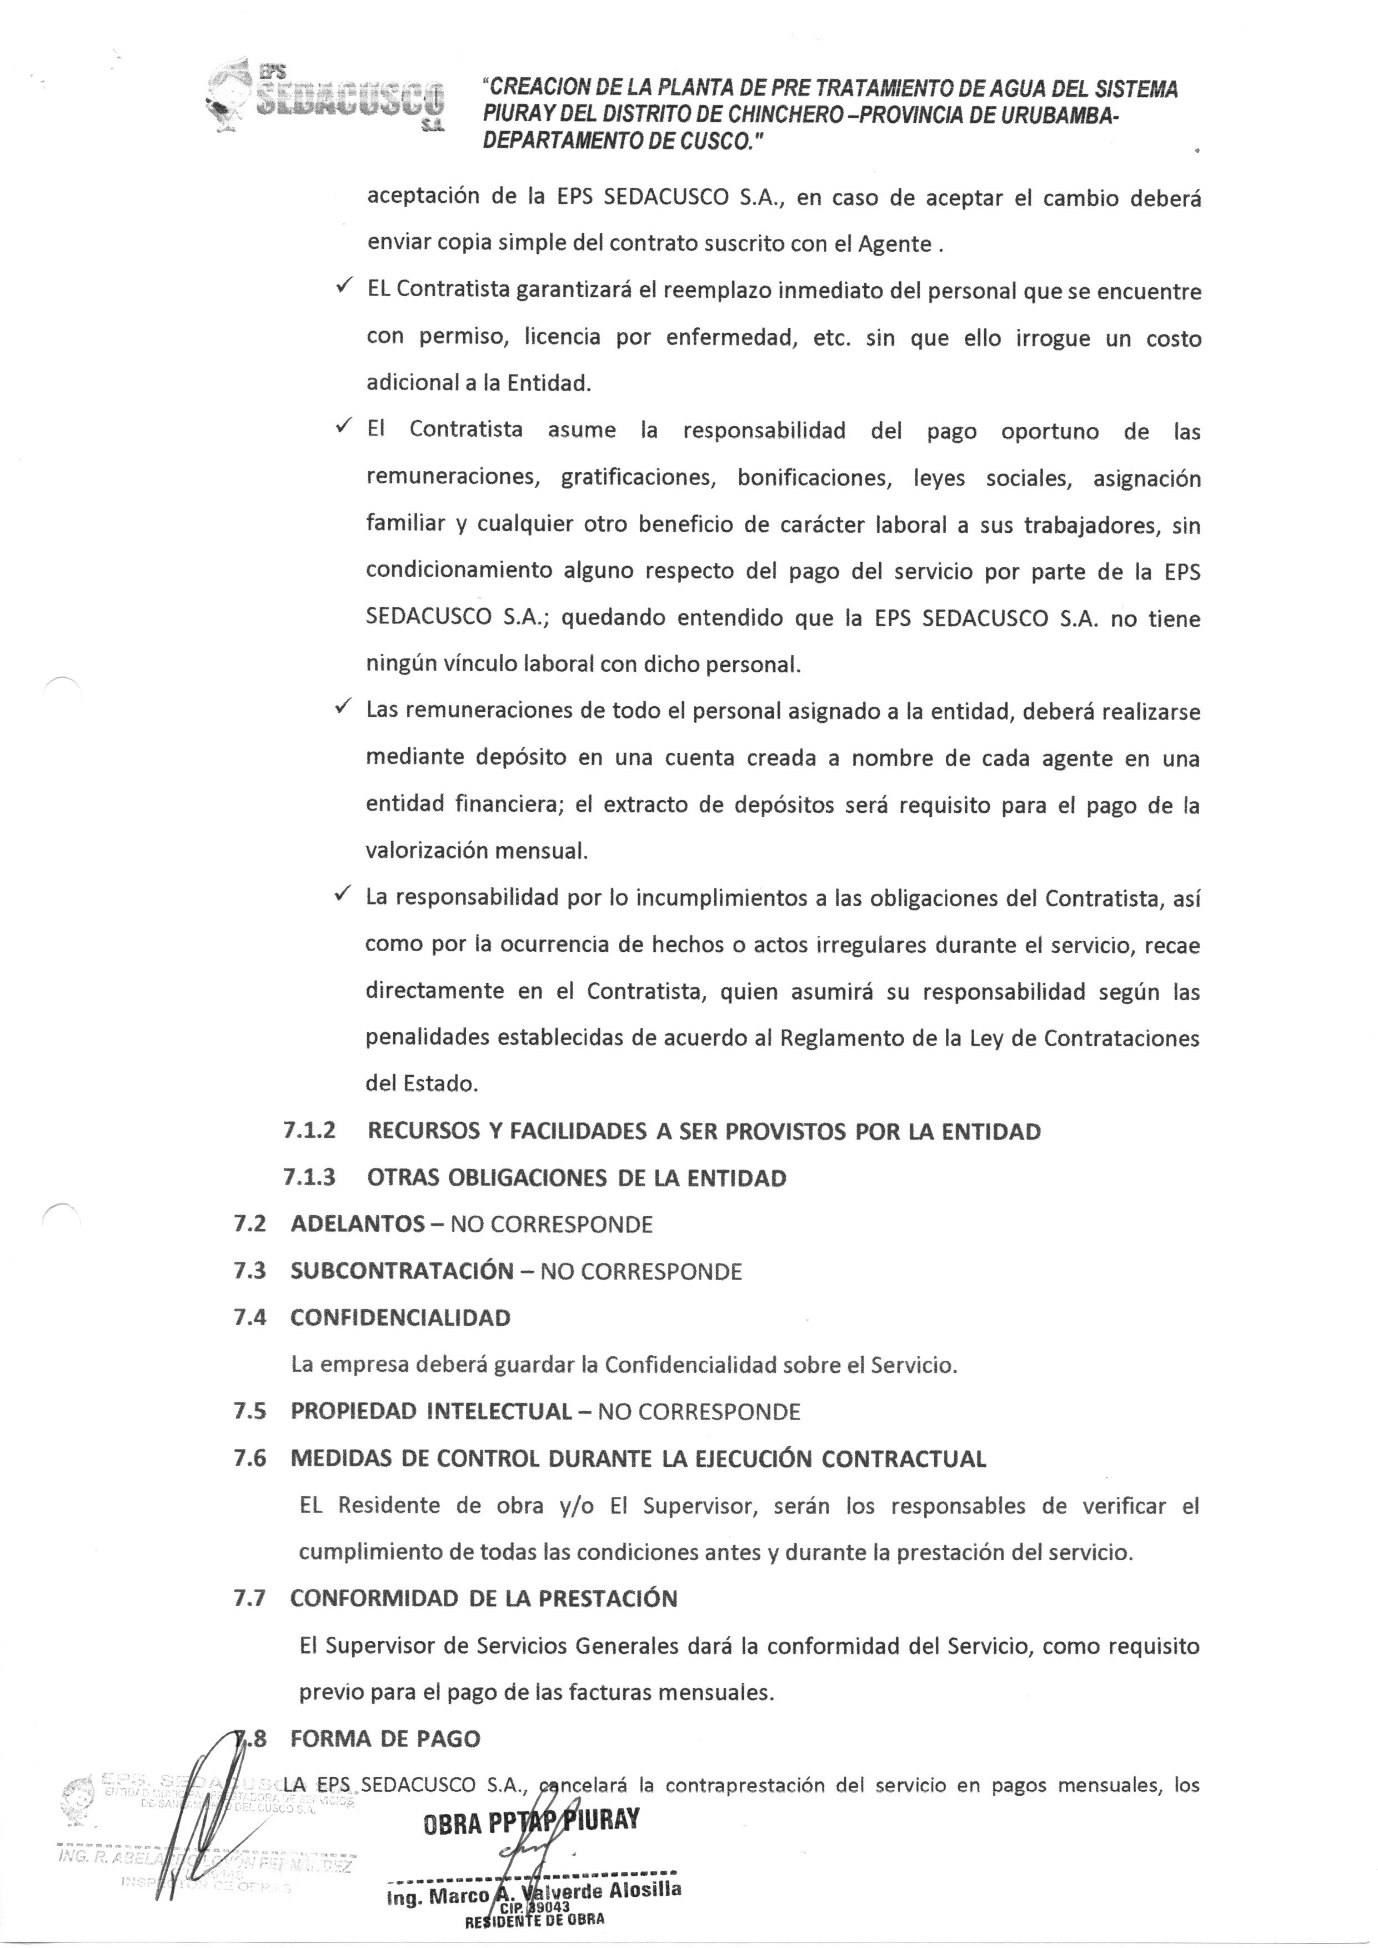 EPS
SEDACUSCO
S.A.
"CREACION DE LA PLANTA DE PRE TRATAMIENTO DE AGUA DEL SISTEMA
PIURAY DEL DISTRITO DE CHINCHERO –PROVINCIA DE URUBAMBA-
DEPARTAMENTO DE CUSCO."
aceptación de la EPS SEDACUSCO S.A., en caso de aceptar el cambio deberá
enviar copia simple del contrato suscrito con el Agente .
✓ EL Contratista garantizará el reemplazo inmediato del personal que se encuentre
con permiso, licencia por enfermedad, etc. sin que ello irrogue un costo
adicional a la Entidad.
✓ El Contratista asume la responsabilidad del pago oportuno de las
remuneraciones, gratificaciones, bonificaciones, leyes sociales, asignación
familiar y cualquier otro beneficio de carácter laboral a sus trabajadores, sin
condicionamiento alguno respecto del pago del servicio por parte de la EPS
SEDACUSCO S.A.; quedando entendido que la EPS SEDACUSCO S.A. no tiene
ningún vínculo laboral con dicho personal.
✓ Las remuneraciones de todo el personal asignado a la entidad, deberá realizarse
mediante depósito en una cuenta creada a nombre de cada agente en una
entidad financiera; el extracto de depósitos será requisito para el pago de la
valorización mensual.
✓ La responsabilidad por lo incumplimientos a las obligaciones del Contratista, así
como por la ocurrencia de hechos o actos irregulares durante el servicio, recae
directamente en el Contratista, quien asumirá su responsabilidad según las
penalidades establecidas de acuerdo al Reglamento de la Ley de Contrataciones
del Estado.
7.1.2 RECURSOS Y FACILIDADES A SER PROVISTOS POR LA ENTIDAD
7.1.3 OTRAS OBLIGACIONES DE LA ENTIDAD
7.2 ADELANTOS – NO CORRESPONDE
7.3 SUBCONTRATACIÓN – NO CORRESPONDE
7.4 CONFIDENCIALIDAD
La empresa deberá guardar la Confidencialidad sobre el Servicio.
7.5 PROPIEDAD INTELECTUAL – NO CORRESPONDE
7.6 MEDIDAS DE CONTROL DURANTE LA EJECUCIÓN CONTRACTUAL
EL Residente de obra y/o El Supervisor, serán los responsables de verificar el
cumplimiento de todas las condiciones antes y durante la prestación del servicio.
7.7 CONFORMIDAD DE LA PRESTACIÓN
El Supervisor de Servicios Generales dará la conformidad del Servicio, como requisito
previo para el pago de las facturas mensuales.
7.8 FORMA DE PAGO
LA EPS SEDACUSCO S.A., cancelará la contraprestación del servicio en pagos mensuales, los
EPS. SEDACUSCO
DEL CUSCO S.A.
ING. R. ABELA
INSPECTOR DE OBRAS
OBRA PPTAP PIURAY
Ing. Marco A. Valverde Alosilla
CIP. 89043
RESIDENTE DE OBRA